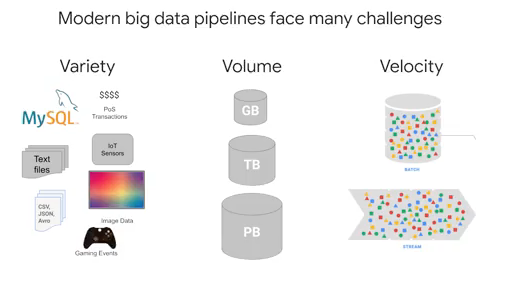 Modern big data pipelines face many challenges
Variety
Volume
Velocity
MySQL
$$$$
PoS
Transactions
Text
files
IoT
Sensors
CSV,
JSON,
Avro
Image Data
Gaming Events
GB
TB
PB
BATCH
STREAM